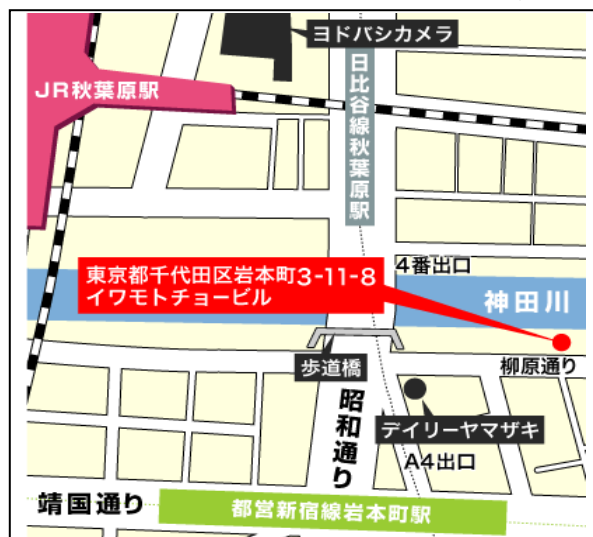 ヨドバシカメラ
JR秋葉原駅
日比谷線秋葉原駅
4番出口
東京都千代田区岩本町3-11-8
イワモトチョービル
神田川
歩道橋
柳原通り
昭和通り
デイリーヤマザキ
A4出口
靖国通り
都営新宿線岩本町駅